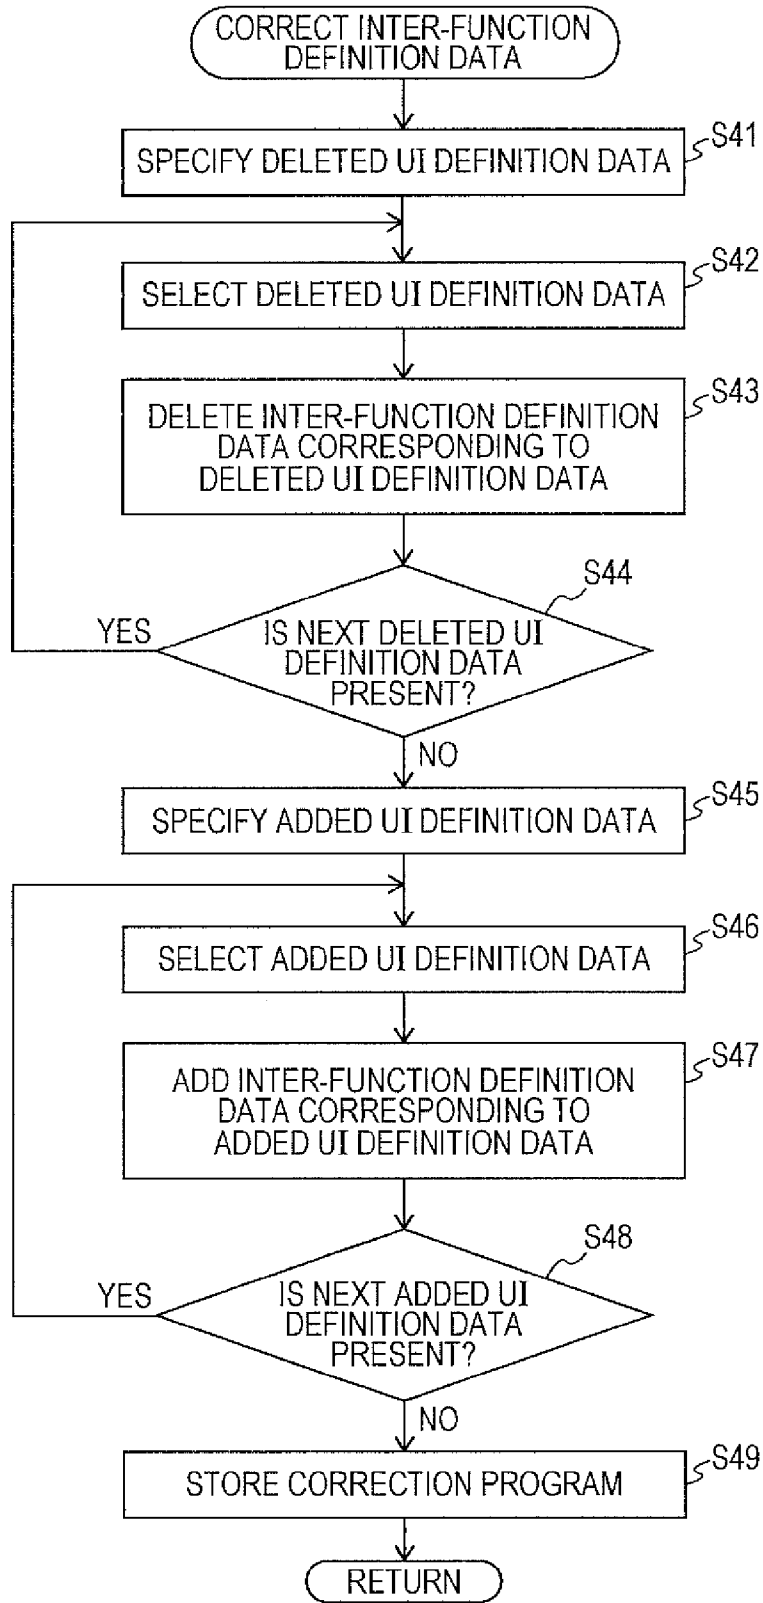 CORRECT INTER-FUNCTION
DEFINITION DATA
S41
SPECIFY DELETED UI DEFINITION DATA
S42
SELECT DELETED UI DEFINITION DATA
S43
DELETE INTER-FUNCTION DEFINITION
DATA CORRESPONDING TO
DELETED UI DEFINITION DATA
S44
YES
IS NEXT DELETED UI
DEFINITION DATA
PRESENT?
NO
S45
SPECIFY ADDED UI DEFINITION DATA
S46
SELECT ADDED UI DEFINITION DATA
S47
ADD INTER-FUNCTION DEFINITION
DATA CORRESPONDING TO
ADDED UI DEFINITION DATA
S48
YES
IS NEXT ADDED UI
DEFINITION DATA
PRESENT?
NO
S49
STORE CORRECTION PROGRAM
RETURN